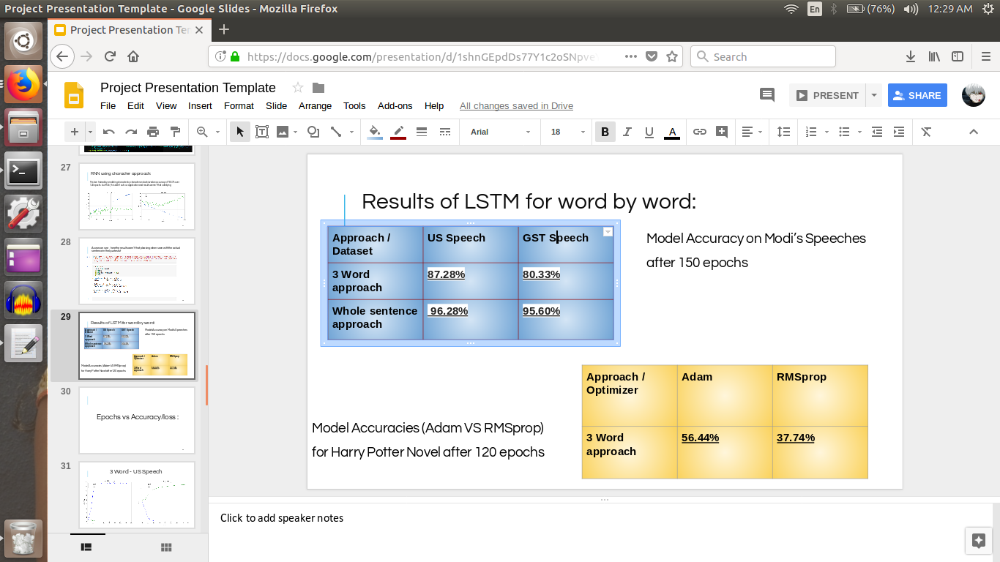 Project Presentation Template - Google Slides - Mozilla Firefox
En
(76%)
12:29 AM
Project Presentation Te
https://docs.google.com/presentation/d/1shnGEpdDs77Y1c2oSNpve
Search
Project Presentation Template
PRESENT
SHARE
File Edit View Insert Format Slide Arrange Tools Add-ons Help All changes saved in Drive
Arial 18 B I U A
27
RNN using character approach:
28
29
Results of LSTM for word by word:
30
Epochs vs Accuracy/loss :
31
3 Word - US Speech
Results of LSTM for word by word:
Approach / Dataset US Speech GST Speech
3 Word approach 87.28% 80.33%
Whole sentence approach 96.28% 95.60%
Model Accuracy on Modi's Speeches
after 150 epochs
Approach / Optimizer Adam RMSprop
3 Word approach 56.44% 37.74%
Model Accuracies (Adam VS RMSprop)
for Harry Potter Novel after 120 epochs
Click to add speaker notes